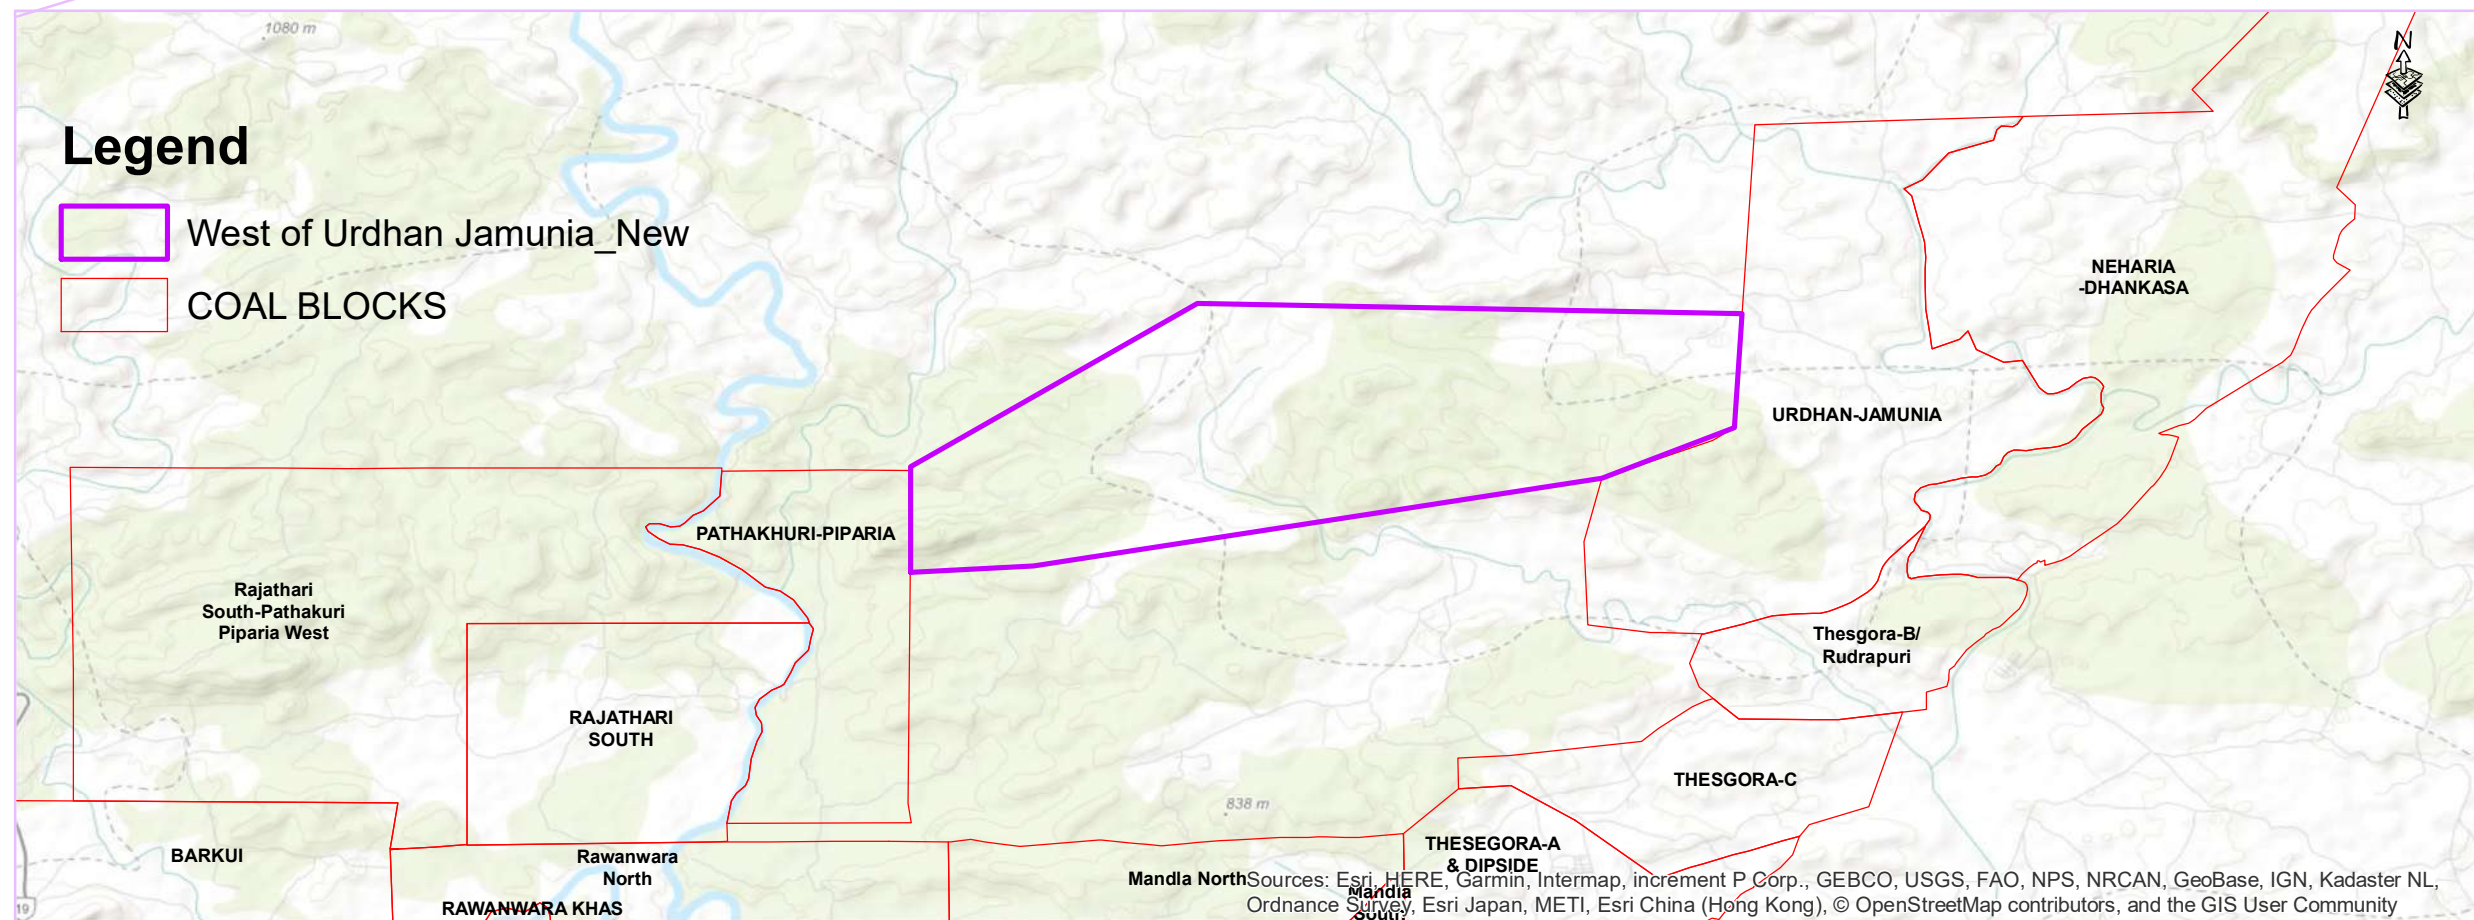 1080 m
N
Legend
West of Urdhan Jamunia_New
COAL BLOCKS
NEHARIA
-DHANKASA
URDHAN-JAMUNIA
PATHAKHURI-PIPARIA
Rajathari
South-Pathakuri
Piparia West
Thesgora-B/
Rudrapuri
RAJATHARI
SOUTH
THESGORA-C
838 m
BARKUI
Rawanwara
North
THESEGORA-A
& DIPSIDE
Mandla North
Mandla
South
RAWANWARA KHAS
19
Sources: Esri, HERE, Garmin, Intermap, increment P Corp., GEBCO, USGS, FAO, NPS, NRCAN, GeoBase, IGN, Kadaster NL,
Ordnance Survey, Esri Japan, METI, Esri China (Hong Kong), © OpenStreetMap contributors, and the GIS User Community